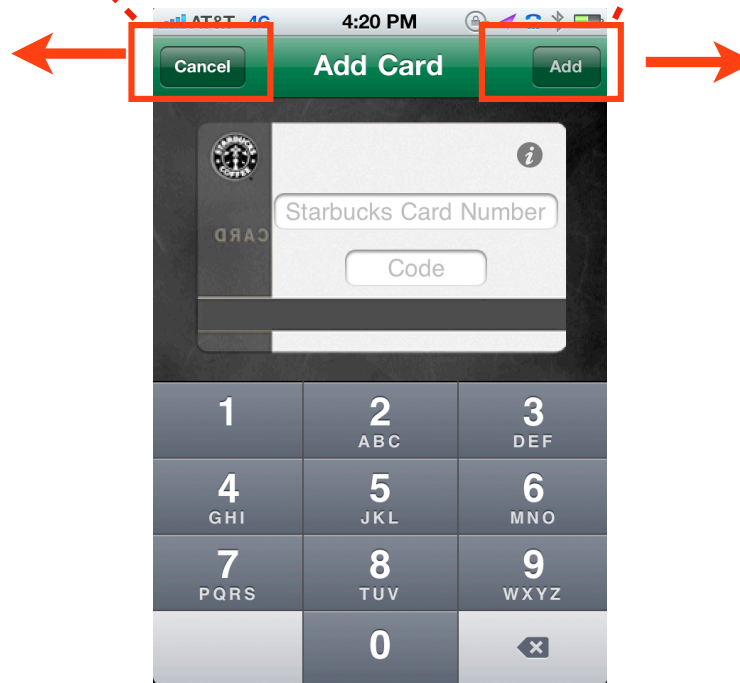 AT&T 4G 4:20 PM
Cancel Add Card Add
STARBUCKS
COFFEE
Starbucks Card Number
CARD
Code
1 2 3
ABC DEF
4 5 6
GHI JKL MNO
7 8 9
PQRS TUV WXYZ
0